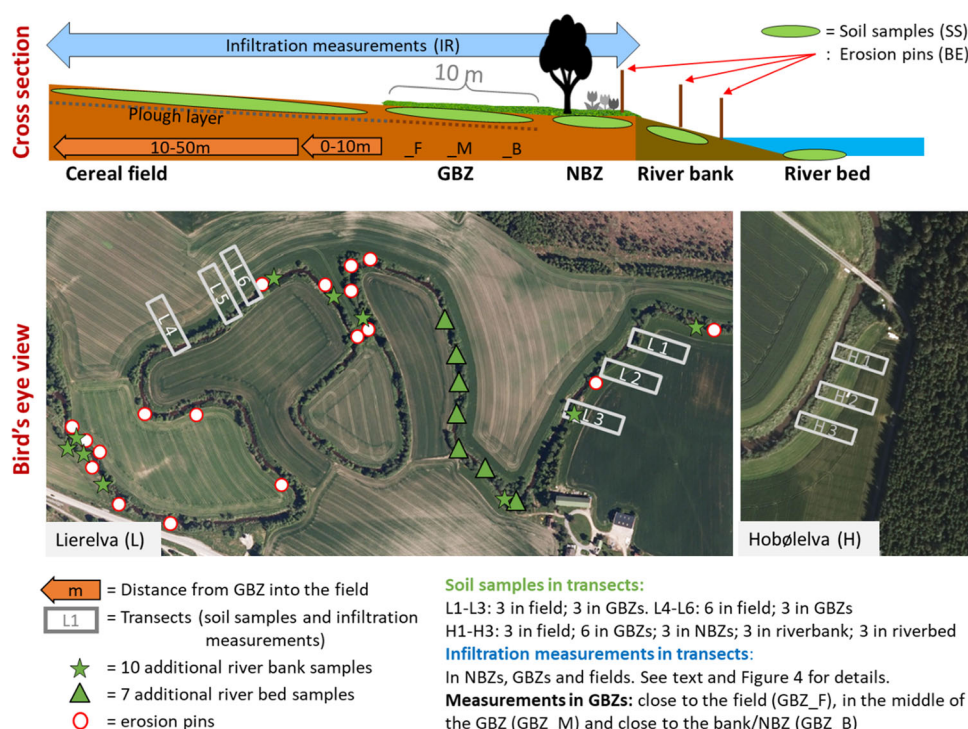 Cross section
Infiltration measurements (IR)
= Soil samples (SS)
: Erosion pins (BE)
10 m
Plough layer
10-50m
0-10m
_F
_M
_B
Cereal field
GBZ
NBZ
River bank
River bed
Bird's eye view
L4
L5
L6
L 1
L 2
L 3
Lierelva (L)
H 1
H 2
H 3
Hobølelva (H)
m = Distance from GBZ into the field
L1 = Transects (soil samples and infiltration
measurements)
= 10 additional river bank samples
= 7 additional river bed samples
= erosion pins
Soil samples in transects:
L1-L3: 3 in field; 3 in GBZs. L4-L6: 6 in field; 3 in GBZs
H1-H3: 3 in field; 6 in GBZs; 3 in NBZs; 3 in riverbank; 3 in riverbed
Infiltration measurements in transects:
In NBZs, GBZs and fields. See text and Figure 4 for details.
Measurements in GBZs: close to the field (GBZ_F), in the middle of
the GBZ (GBZ_M) and close to the bank/NBZ (GBZ_B)